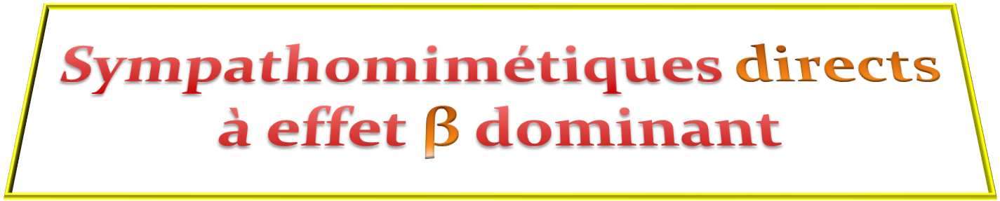 Sympathomimétiques directs
à effet β dominant